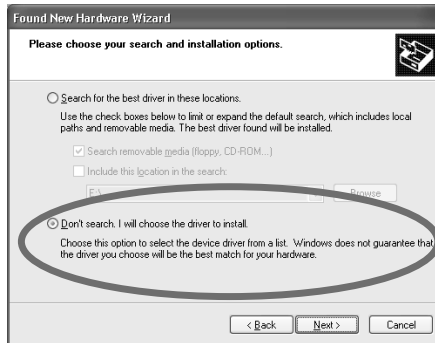 Found New Hardware Wizard
Please choose your search and installation options.
Search for the best driver in these locations.
Use the check boxes below to limit or expand the default search, which includes local
paths and removable media. The best driver found will be installed.
Search removable media (floppy, CD-ROM...)
Include this location in the search:
Browse
Don't search. I will choose the driver to install.
Choose this option to select the device driver from a list. Windows does not guarantee that
the driver you choose will be the best match for your hardware.
< Back Next > Cancel